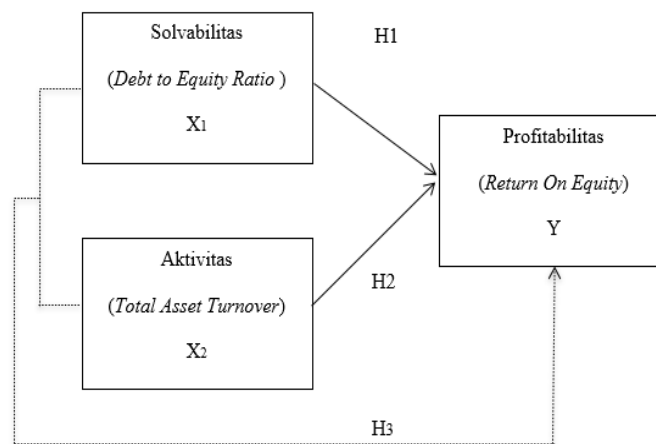 Solvabilitas
(Debt to Equity Ratio )
X1
H1
Profitabilitas
(Return On Equity)
Y
Aktivitas
(Total Asset Turnover)
X2
H2
H3